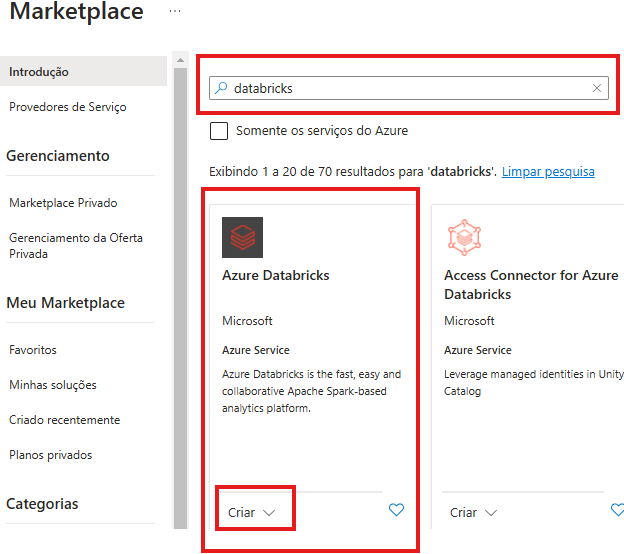 Marketplace ...
Introdução
Provedores de Serviço
Gerenciamento
Marketplace Privado
Gerenciamento da Oferta
Privada
Meu Marketplace
Favoritos
Minhas soluções
Criado recentemente
Planos privados
Categorias
databricks
Somente os serviços do Azure
Exibindo 1 a 20 de 70 resultados para 'databricks'. Limpar pesquisa
Azure Databricks
Microsoft
Azure Service
Azure Databricks is the fast, easy and
collaborative Apache Spark-based
analytics platform.
Criar
Access Connector for Azure
Databricks
Microsoft
Azure Service
Leverage managed identities in Unity
Catalog
Criar